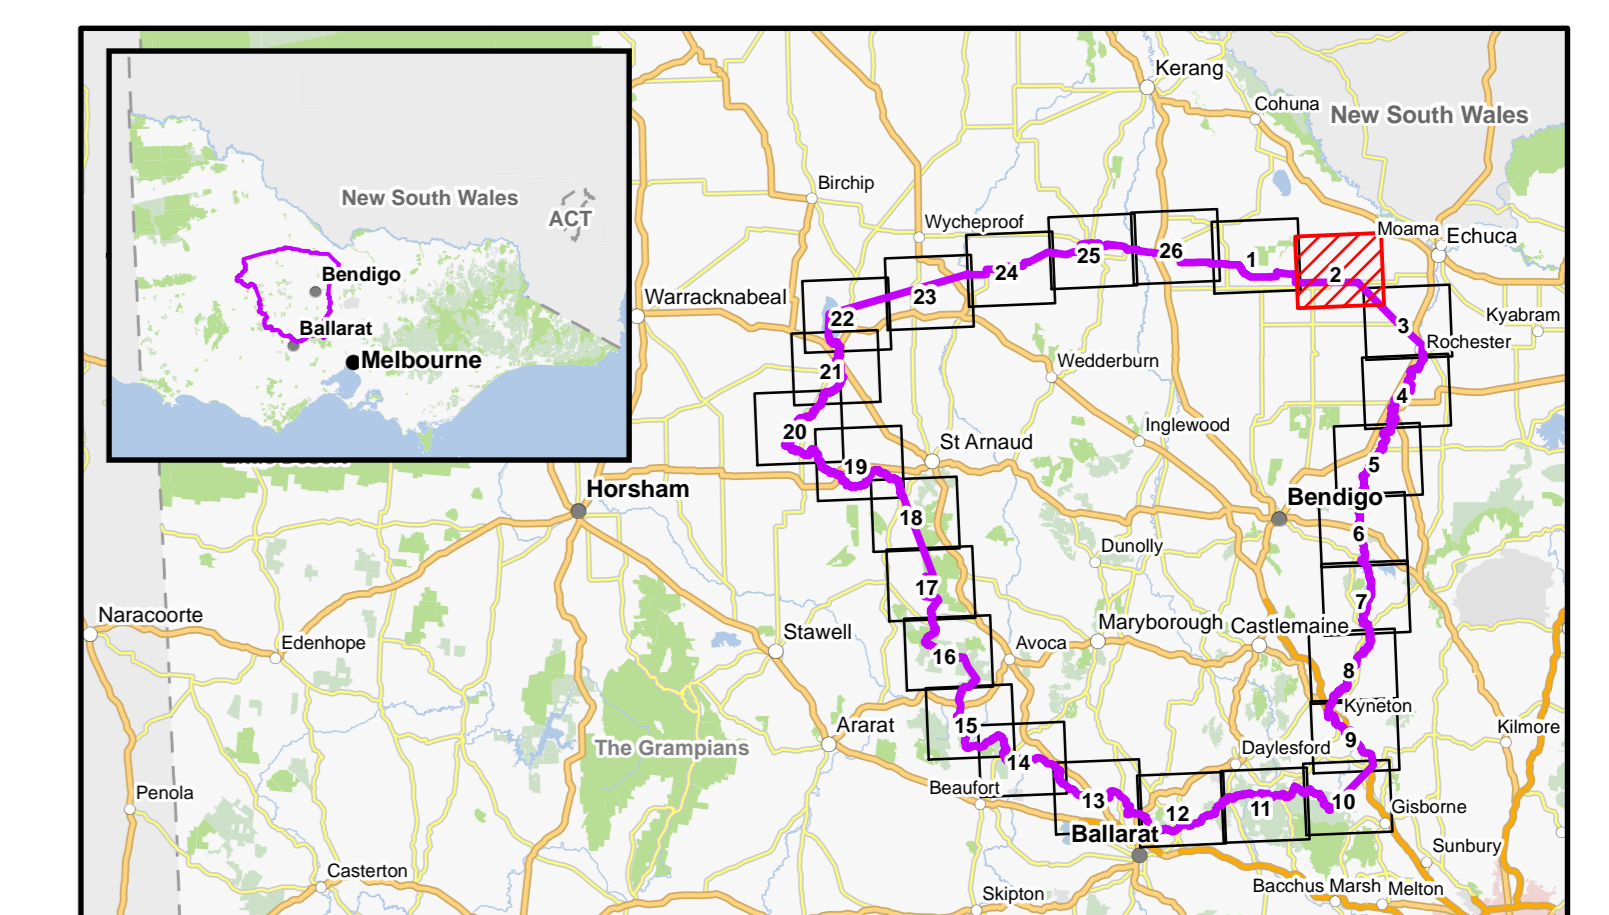 Kerang
Cohuna
New South Wales
New South Wales
ACT
Bendigo
Ballarat
Melbourne
Birchip
Wycheproof
Moama
Echuca
26
25
24
1
2
23
22
Warracknabeal
3
Kyabram
Rochester
Wedderburn
21
4
20
Inglewood
St Arnaud
19
5
Horsham
Bendigo
18
6
Dunolly
17
7
Naracoorte
Edenhope
Stawell
Maryborough
Castlemaine
Avoca
16
8
Kyneton
Ararat
15
9
Kilmore
The Grampians
Daylesford
14
Beaufort
Penola
13
10
11
12
Gisborne
Ballarat
Sunbury
Casterton
Skipton
Bacchus Marsh
Melton